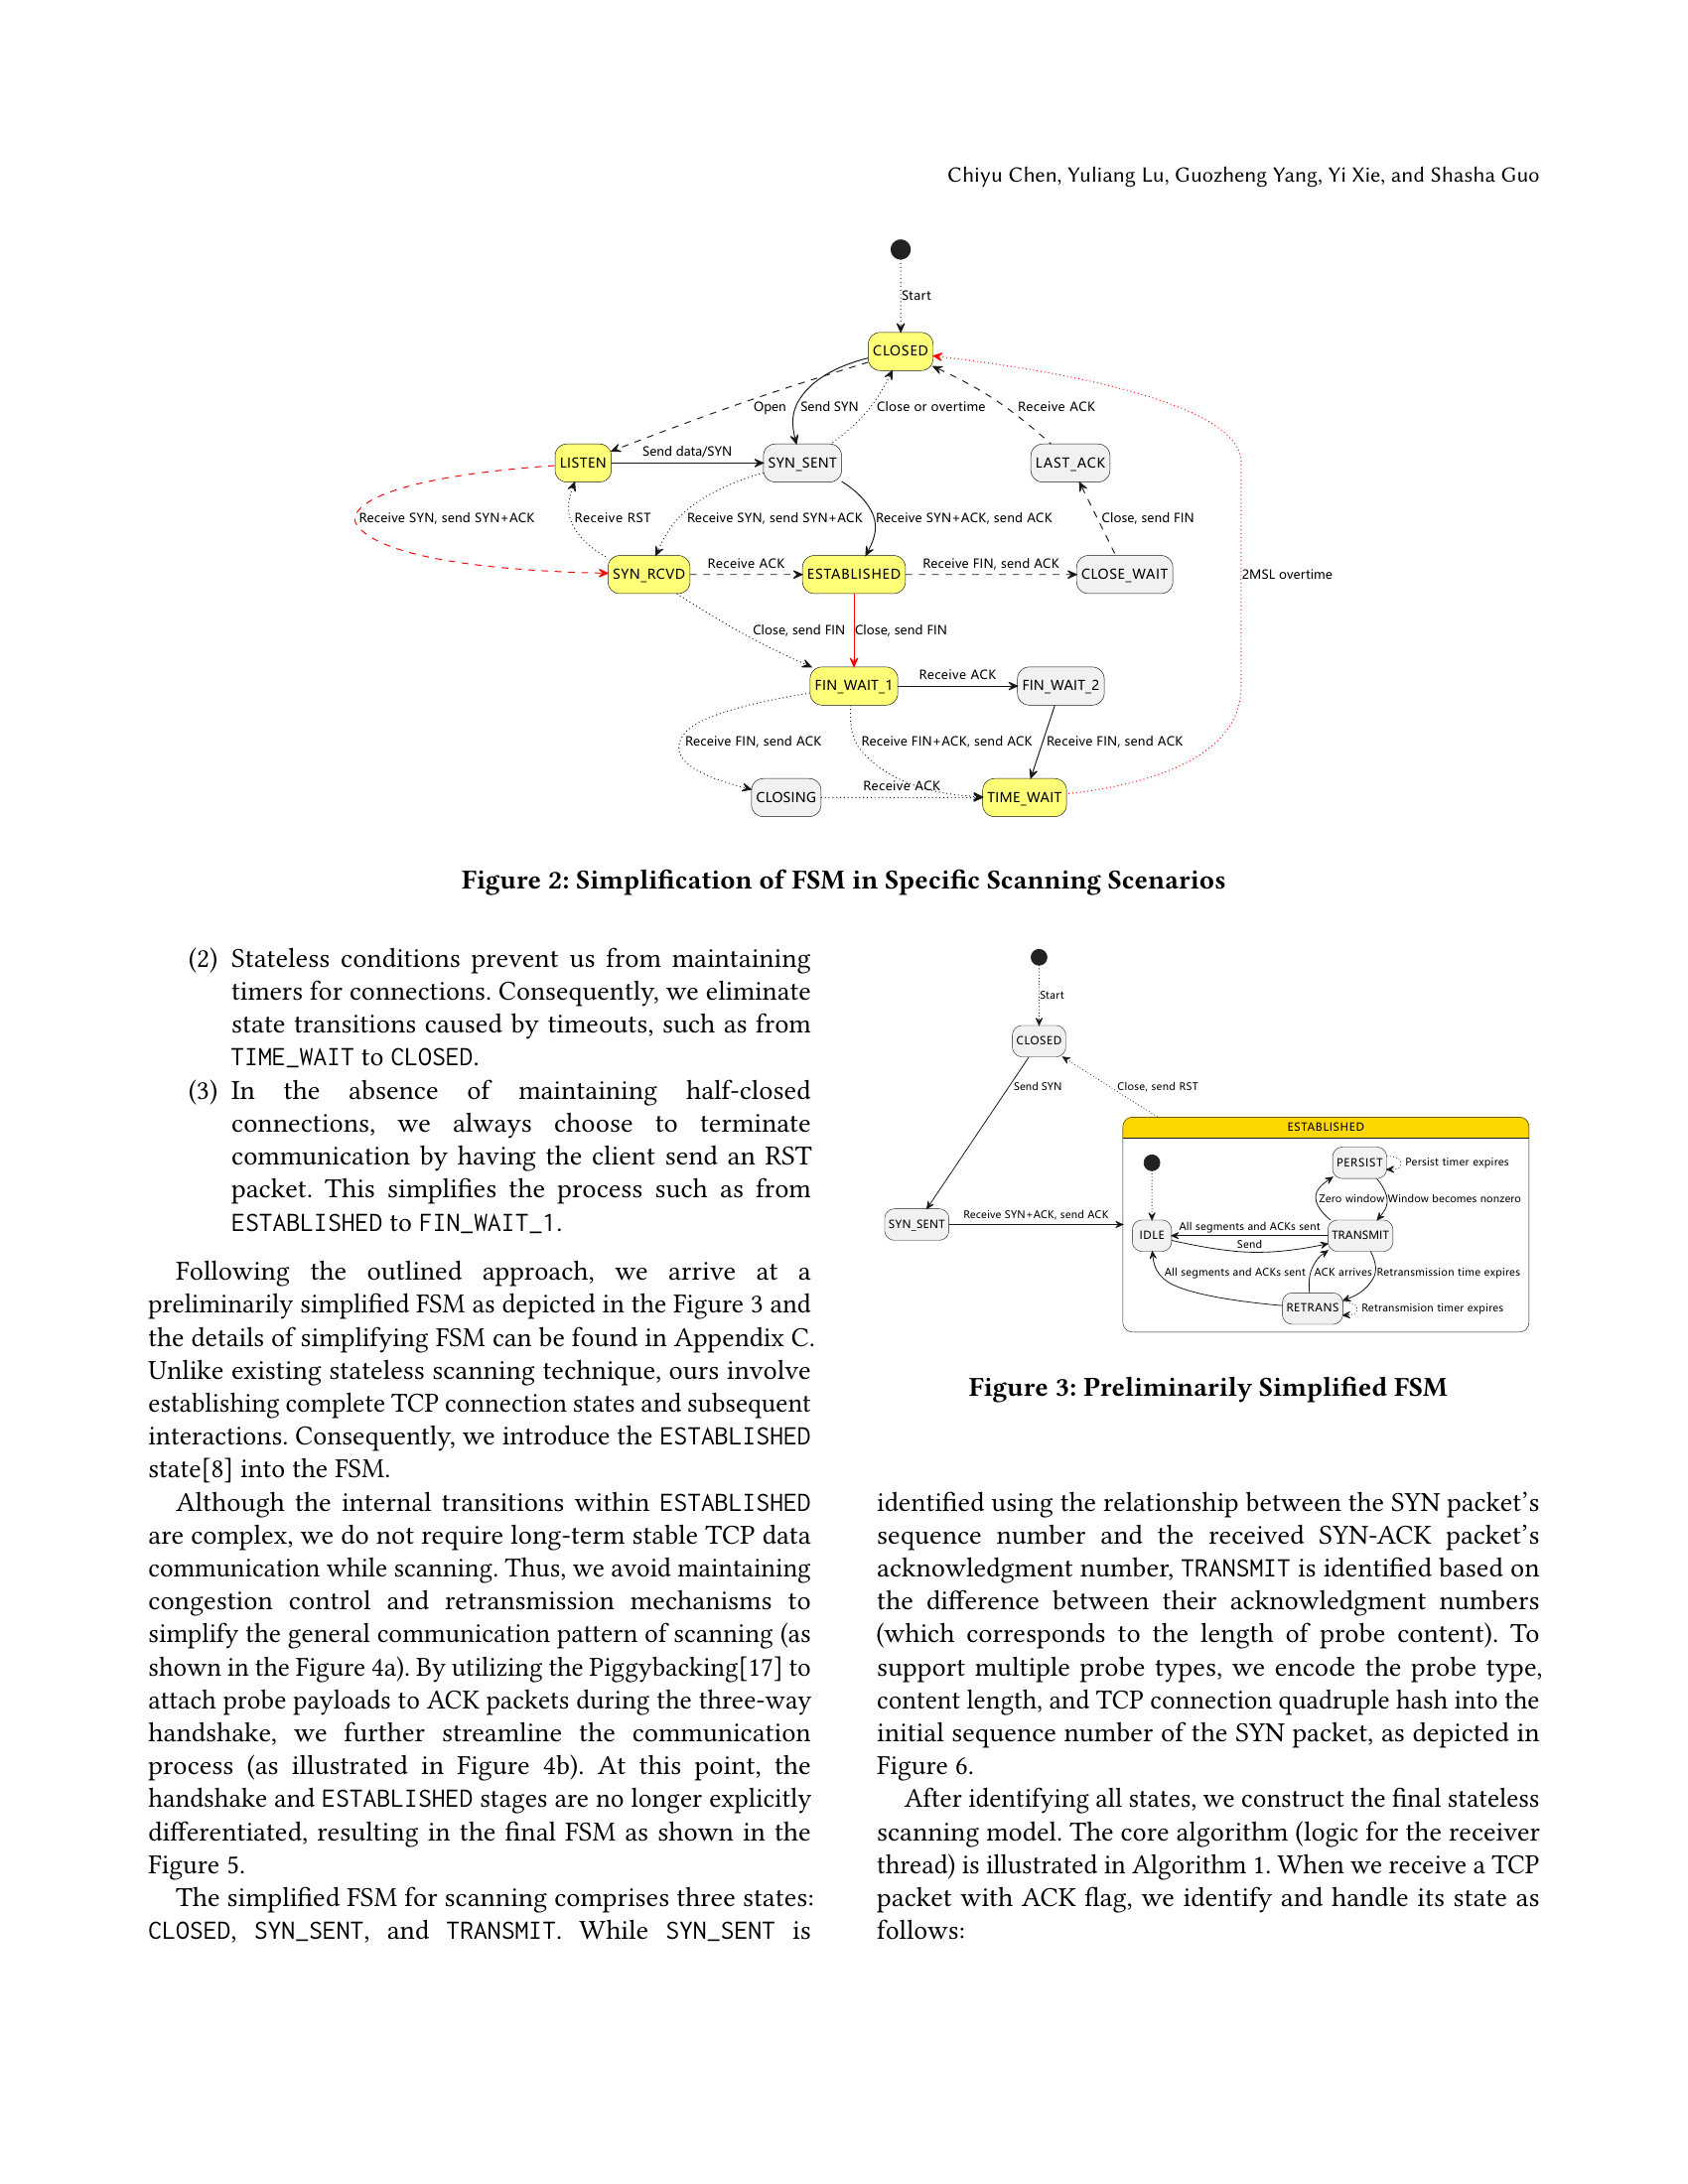 Chiyu Chen, Yuliang Lu, Guozheng Yang, Yi Xie, and Shasha Guo
Start
CLOSED
Open
Send SYN
Close or overtime
Receive ACK
LISTEN
Send data/SYN
SYN_SENT
LAST_ACK
Receive SYN, send SYN+ACK
Receive RST
Receive SYN, send SYN+ACK
Receive SYN+ACK, send ACK
Close, send FIN
SYN_RCVD
Receive ACK
ESTABLISHED
Receive FIN, send ACK
CLOSE_WAIT
2MSL overtime
Close, send FIN
Close, send FIN
FIN_WAIT_1
Receive ACK
FIN_WAIT_2
Receive FIN, send ACK
Receive FIN+ACK, send ACK
Receive FIN, send ACK
CLOSING
Receive ACK
TIME_WAIT
Figure 2: Simplification of FSM in Specific Scanning Scenarios
(2) Stateless conditions prevent us from maintaining
timers for connections. Consequently, we eliminate
state transitions caused by timeouts, such as from
TIME_WAIT to CLOSED.
(3) In the absence of maintaining half-closed
connections, we always choose to terminate
communication by having the client send an RST
packet. This simplifies the process such as from
ESTABLISHED to FIN_WAIT_1.
Following the outlined approach, we arrive at a
preliminarily simplified FSM as depicted in the Figure 3 and
the details of simplifying FSM can be found in Appendix C.
Unlike existing stateless scanning technique, ours involve
establishing complete TCP connection states and subsequent
interactions. Consequently, we introduce the ESTABLISHED
state[8] into the FSM.
Although the internal transitions within ESTABLISHED
are complex, we do not require long-term stable TCP data
communication while scanning. Thus, we avoid maintaining
congestion control and retransmission mechanisms to
simplify the general communication pattern of scanning (as
shown in the Figure 4a). By utilizing the Piggybacking[17] to
attach probe payloads to ACK packets during the three-way
handshake, we further streamline the communication
process (as illustrated in Figure 4b). At this point, the
handshake and ESTABLISHED stages are no longer explicitly
differentiated, resulting in the final FSM as shown in the
Figure 5.
The simplified FSM for scanning comprises three states:
CLOSED, SYN_SENT, and TRANSMIT. While SYN_SENT is
Start
CLOSED
Send SYN
Close, send RST
ESTABLISHED
PERSIST
Persist timer expires
Zero window
Window becomes nonzero
SYN_SENT
Receive SYN+ACK, send ACK
IDLE
All segments and ACKs sent
Send
TRANSMIT
All segments and ACKs sent
ACK arrives
Retransmission time expires
RETRANS
Retransmision timer expires
Figure 3: Preliminarily Simplified FSM
identified using the relationship between the SYN packet's
sequence number and the received SYN-ACK packet's
acknowledgment number, TRANSMIT is identified based on
the difference between their acknowledgment numbers
(which corresponds to the length of probe content). To
support multiple probe types, we encode the probe type,
content length, and TCP connection quadruple hash into the
initial sequence number of the SYN packet, as depicted in
Figure 6.
After identifying all states, we construct the final stateless
scanning model. The core algorithm (logic for the receiver
thread) is illustrated in Algorithm 1. When we receive a TCP
packet with ACK flag, we identify and handle its state as
follows: